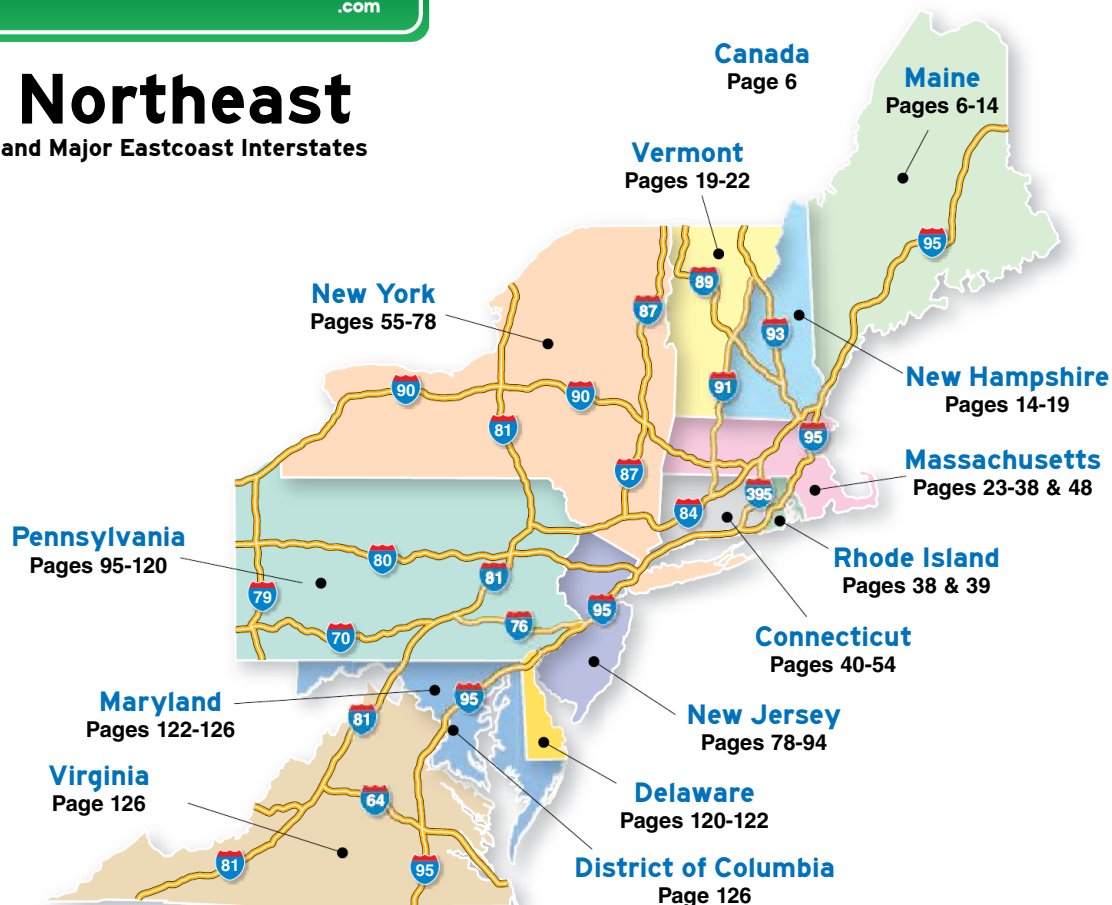 .com
Northeast
and Major Eastcoast Interstates
Canada
Page 6
Maine
Pages 6-14
Vermont
Pages 19-22
New York
Pages 55-78
New Hampshire
Pages 14-19
Massachusetts
Pages 23-38 & 48
Pennsylvania
Pages 95-120
Rhode Island
Pages 38 & 39
Connecticut
Pages 40-54
Maryland
Pages 122-126
New Jersey
Pages 78-94
Virginia
Page 126
Delaware
Pages 120-122
District of Columbia
Page 126
95
89
87
93
91
90
90
81
95
87
395
84
80
81
79
95
76
70
95
81
64
81
95